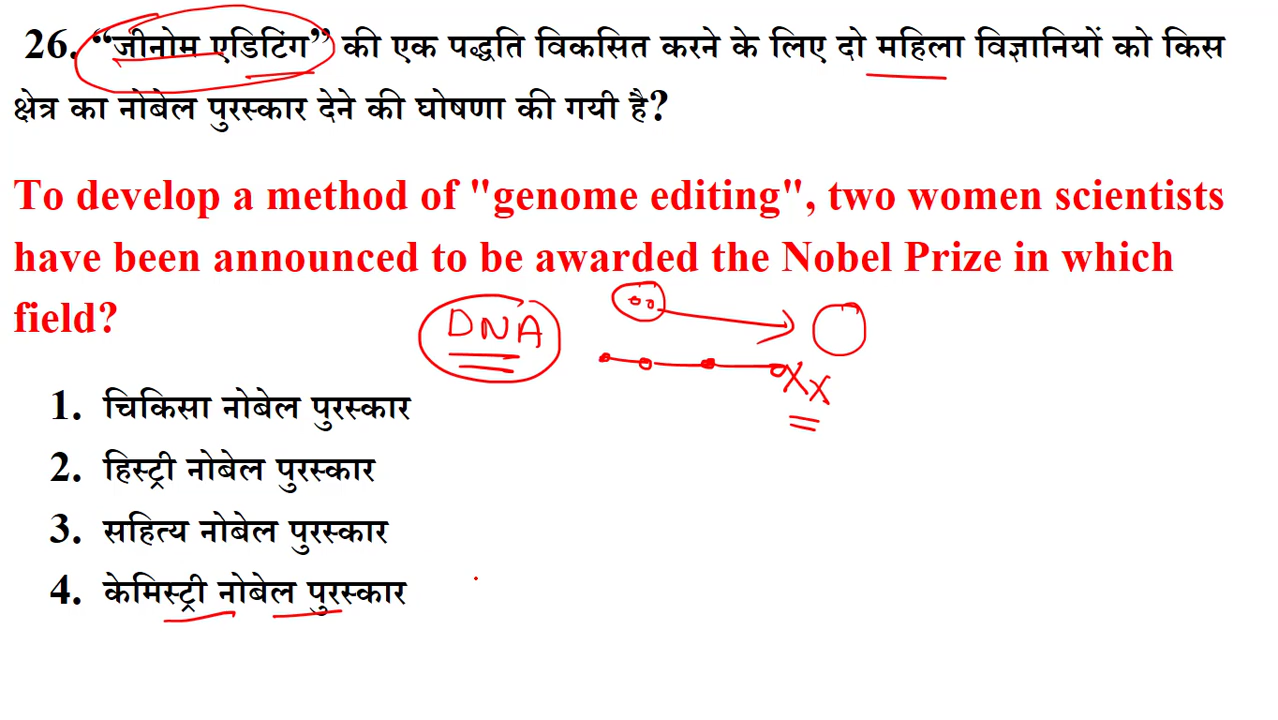 26. “जीनोम एडिटिंग” की एक पद्धति विकसित करने के लिए दो महिला विज्ञानियों को किस
क्षेत्र का नोबेल पुरस्कार देने की घोषणा की गयी है?
To develop a method of "genome editing", two women scientists
have been announced to be awarded the Nobel Prize in which
field?
DNA
XX
1. चिकिसा नोबेल पुरस्कार
2. हिस्ट्री नोबेल पुरस्कार
3. सहित्य नोबेल पुरस्कार
4. केमिस्ट्री नोबेल पुरस्कार